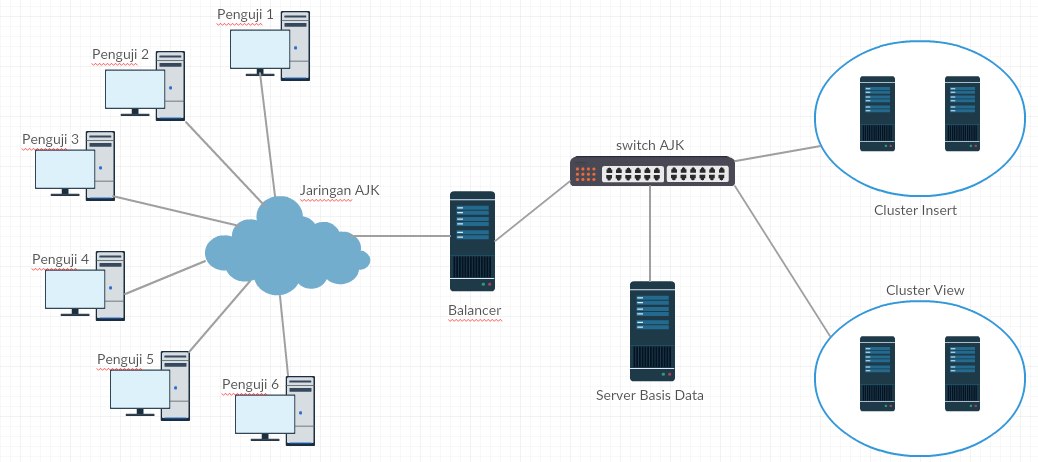 Penguji 1
Penguji 2
Penguji 3
Penguji 4
Penguji 5
Penguji 6
Jaringan AJK
Balancer
switch AJK
Server Basis Data
Cluster Insert
Cluster View